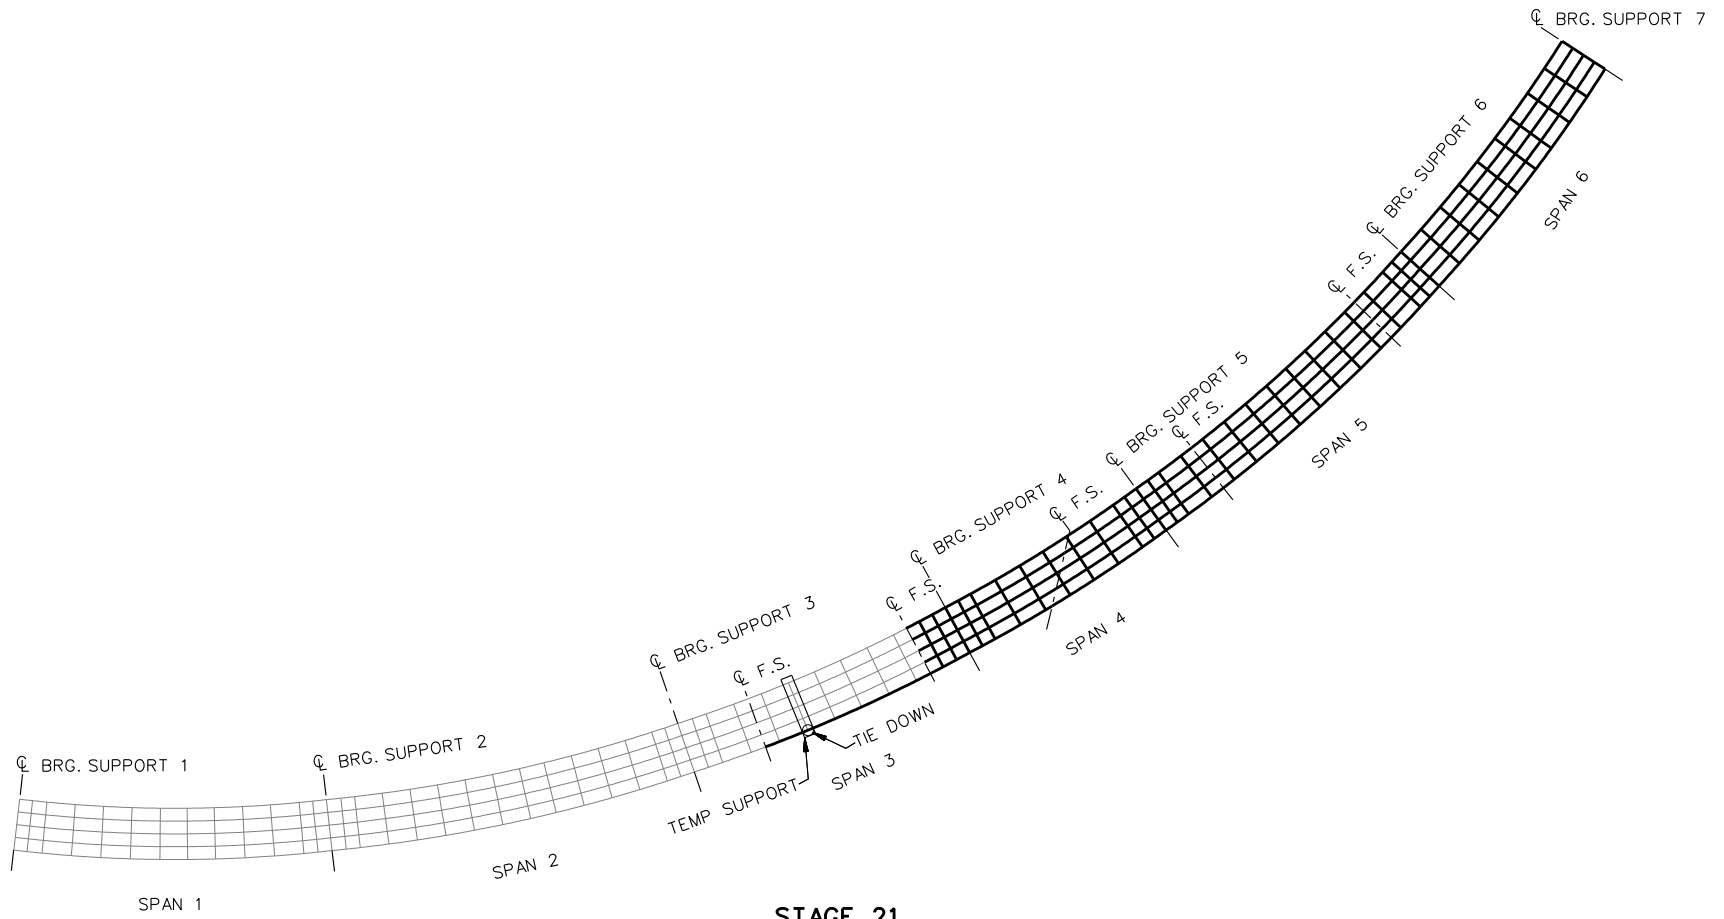 ℄ BRG. SUPPORT 7
℄ BRG. SUPPORT 6
SPAN 6
℄ F.S.
℄ BRG. SUPPORT 5
℄ F.S.
SPAN 5
℄ BRG. SUPPORT 4
℄ F.S.
℄ F.S.
SPAN 4
℄ BRG. SUPPORT 3
℄ F.S.
TIE DOWN
SPAN 3
TEMP SUPPORT
℄ BRG. SUPPORT 2
℄ BRG. SUPPORT 1
SPAN 2
SPAN 1
STAGE 21